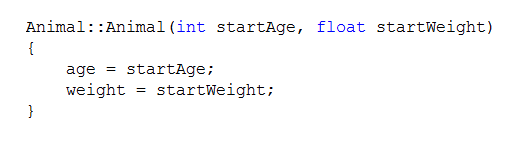 Animal::Animal(int startAge, float startWeight)
{
    age = startAge;
    weight = startWeight;
}